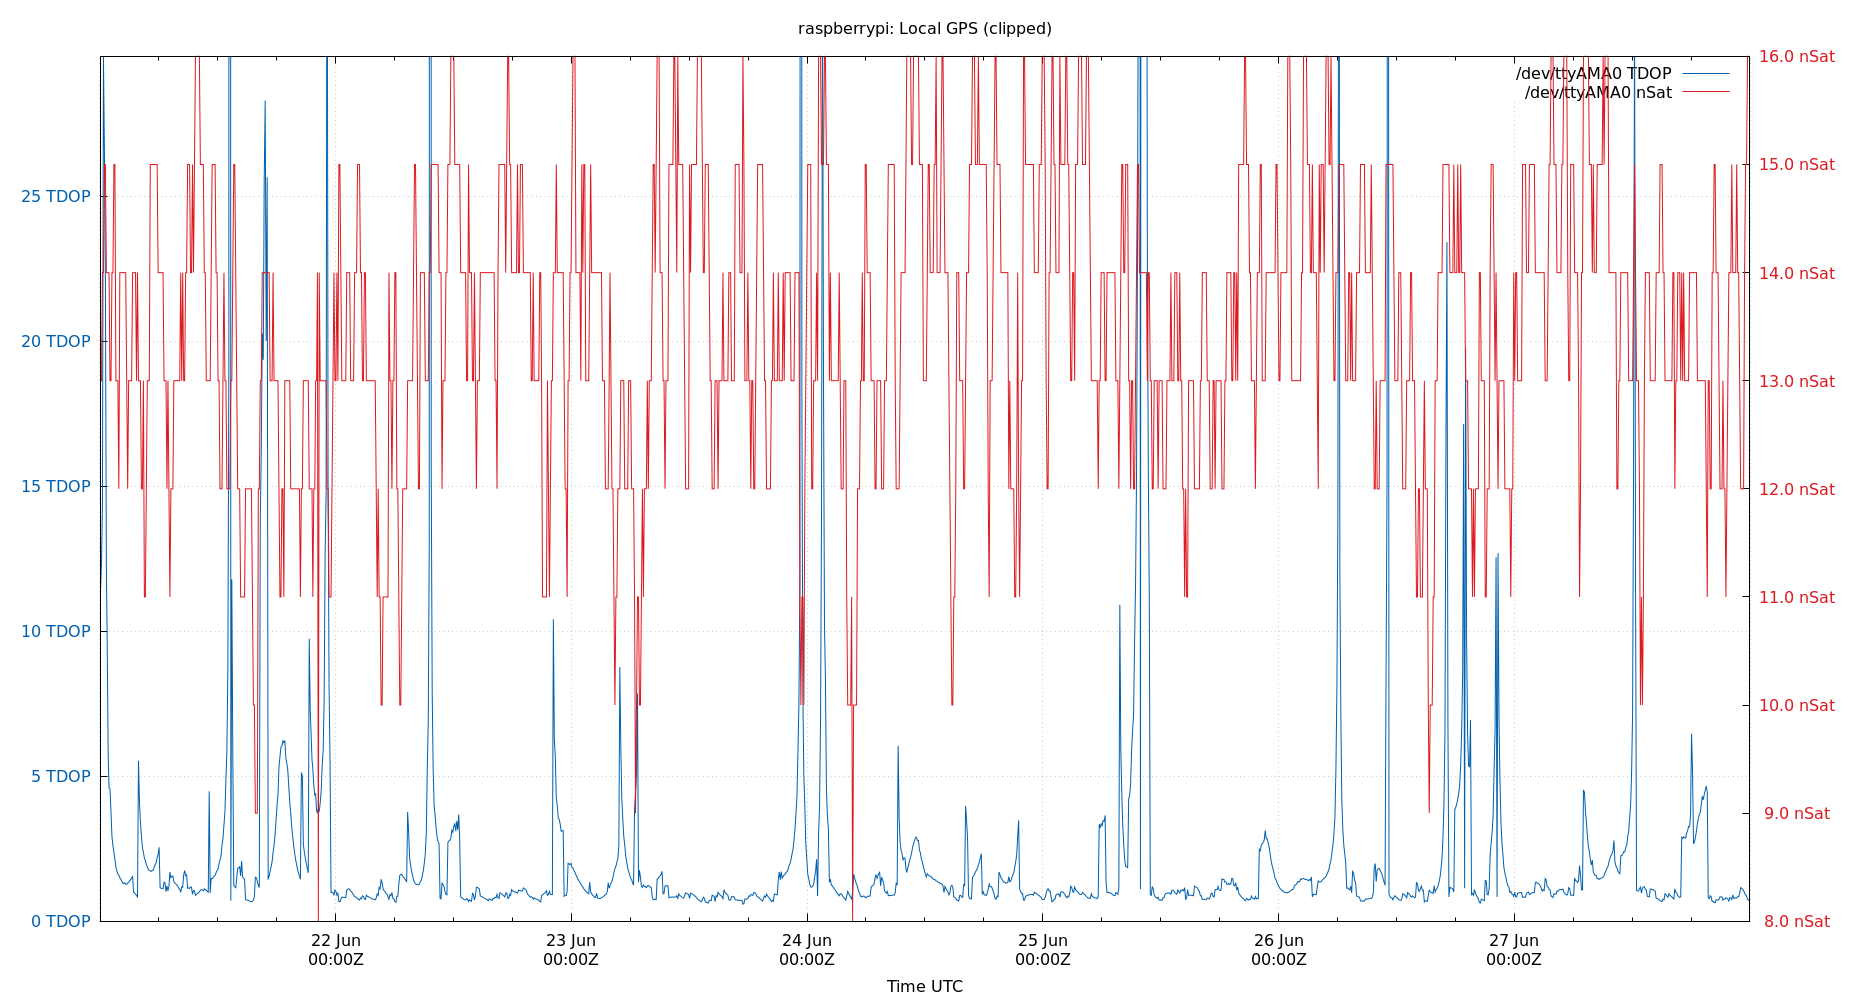 raspberrypi: Local GPS (clipped)
16.0 nSat
/dev/ttyAMA0 TDOP
/dev/ttyAMA0 nSat
15.0 nSat
25 TDOP
14.0 nSat
20 TDOP
13.0 nSat
15 TDOP
12.0 nSat
11.0 nSat
10 TDOP
10.0 nSat
5 TDOP
9.0 nSat
0 TDOP
8.0 nSat
22 Jun 23 Jun 24 Jun 25 Jun 26 Jun 27 Jun
00:00Z 00:00Z 00:00Z 00:00Z 00:00Z 00:00Z
Time UTC